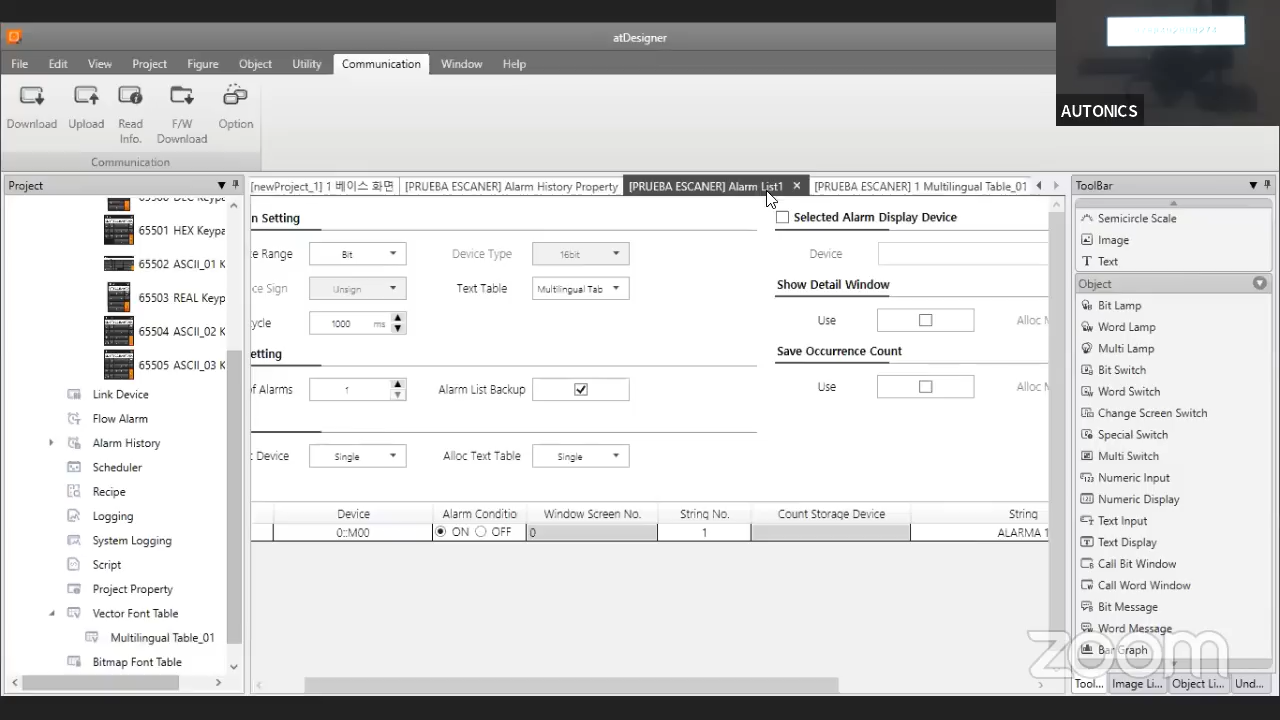 atDesigner
File Edit View Project Figure Object Utility Communication Window Help
AUTONICS
Download Upload Read Info. F/W Download Option
Communication
Project
[newProject_1] 1 베이스 화면
[PRUEBA ESCANER] Alarm History Property
[PRUEBA ESCANER] Alarm List1
[PRUEBA ESCANER] 1 Multilingual Table_01
ToolBar
65501 HEX Keypa
65502 ASCII_01 K
65503 REAL Keyp
65504 ASCII_02 K
65505 ASCII_03 K
Link Device
Flow Alarm
Alarm History
Scheduler
Recipe
Logging
System Logging
Script
Project Property
Vector Font Table
Multilingual Table_01
Bitmap Font Table
n Setting
e Range Bit Device Type 16bit
ce Sign Unsign Text Table Multilingual Tab
ycle 1000 ms
etting
of Alarms 1 Alarm List Backup
t Device Single Alloc Text Table Single
Selected Alarm Display Device
Device
Show Detail Window
Use Alloc M
Save Occurrence Count
Use Alloc M
Device Alarm Conditio Window Screen No. String No. Count Storage Device String
0::M00 ON OFF 0 1 ALARMA 1
Semicircle Scale
Image
Text
Object
Bit Lamp
Word Lamp
Multi Lamp
Bit Switch
Word Switch
Change Screen Switch
Special Switch
Multi Switch
Numeric Input
Numeric Display
Text Input
Text Display
Call Bit Window
Call Word Window
Bit Message
Word Message
Bar Graph
zoom
Tool... Image Li... Object Li... Und...